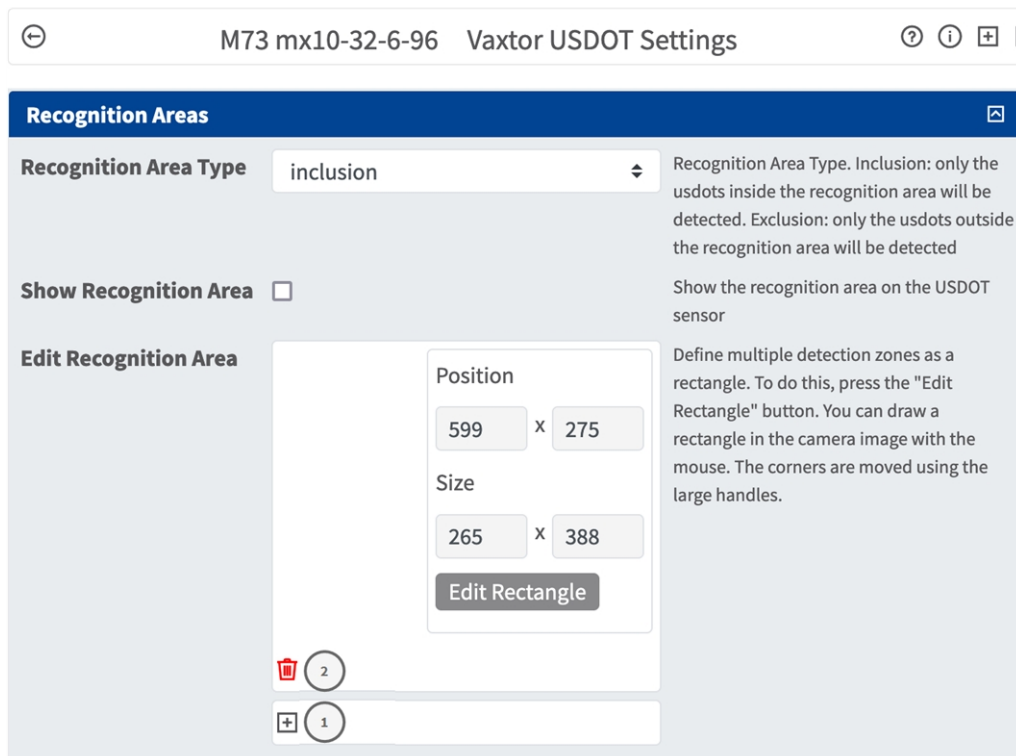 M73 mx10-32-6-96 Vaxtor USDOT Settings
Recognition Areas
Recognition Area Type
inclusion
Recognition Area Type. Inclusion: only the
usdots inside the recognition area will be
detected. Exclusion: only the usdots outside
the recognition area will be detected
Show Recognition Area
Show the recognition area on the USDOT
sensor
Edit Recognition Area
Position
599 x 275
Size
265 x 388
Edit Rectangle
Define multiple detection zones as a
rectangle. To do this, press the "Edit
Rectangle" button. You can draw a
rectangle in the camera image with the
mouse. The corners are moved using the
large handles.
2
1